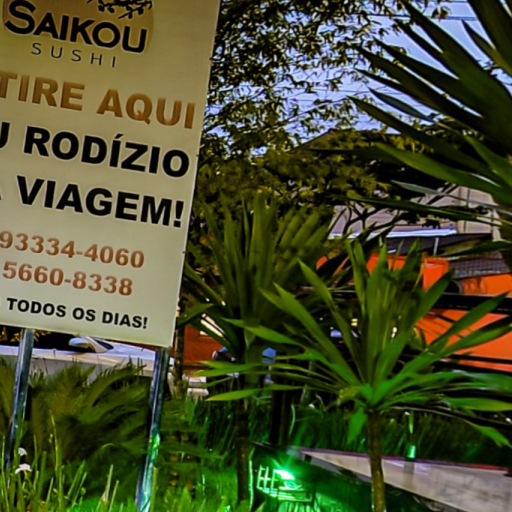 SAIKOU
SUSHI
TIRE AQUI
U RODÍZIO
A VIAGEM!
93334-4060
5660-8338
TODOS OS DIAS!